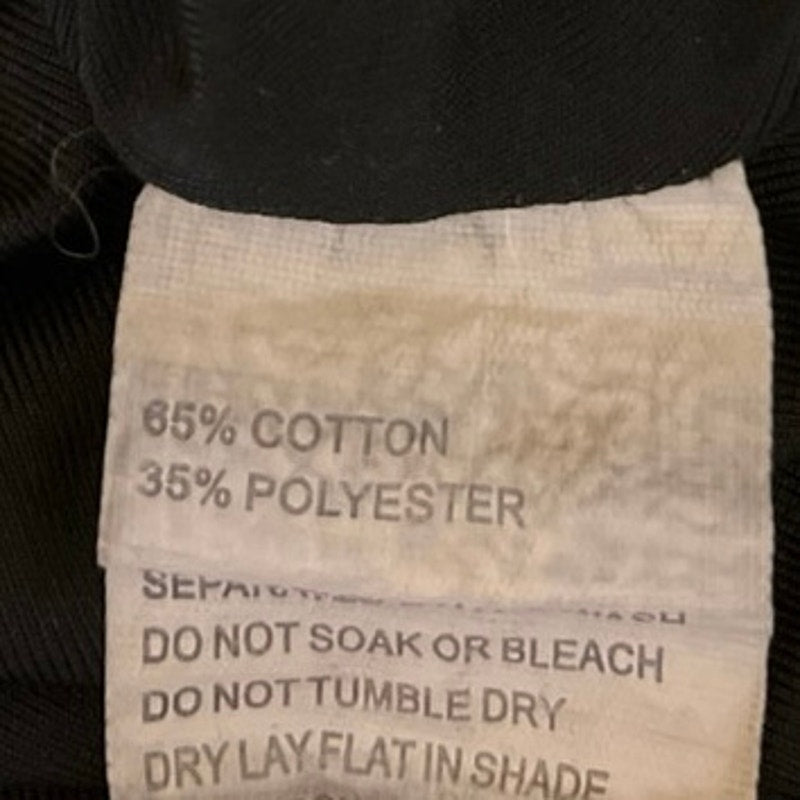 65% COTTON
35% POLYESTER
DO NOT SOAK OR BLEACH
DO NOT TUMBLE DRY
DRY LAY FLAT IN SHADE